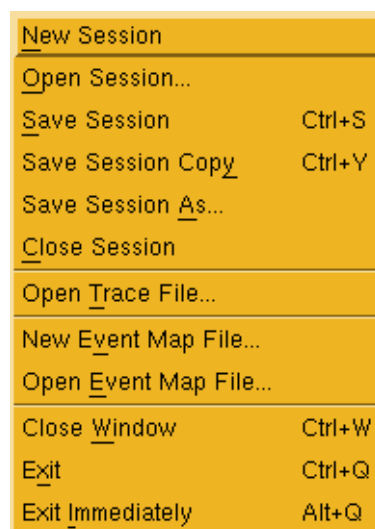 New Session
Open Session...
Save Session Ctrl+S
Save Session Copy Ctrl+Y
Save Session As...
Close Session
Open Trace File...
New Event Map File...
Open Event Map File...
Close Window Ctrl+W
Exit Ctrl+Q
Exit Immediately Alt+Q